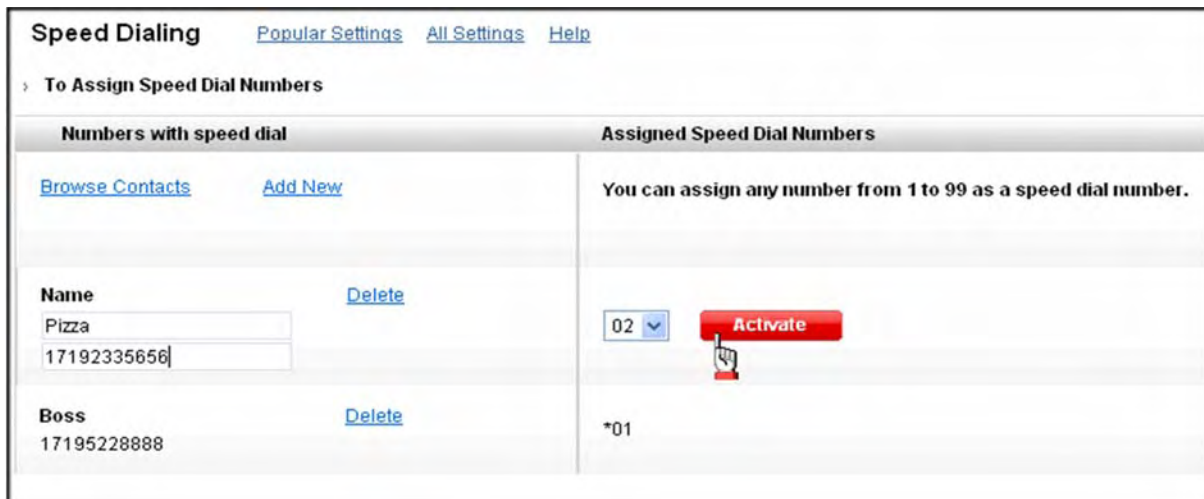 Speed Dialing Popular Settings All Settings Help
› To Assign Speed Dial Numbers
Numbers with speed dial Assigned Speed Dial Numbers
Browse Contacts Add New You can assign any number from 1 to 99 as a speed dial number.
Name Delete
Pizza
02 Activate
17192335656
Boss Delete
*01
17195228888